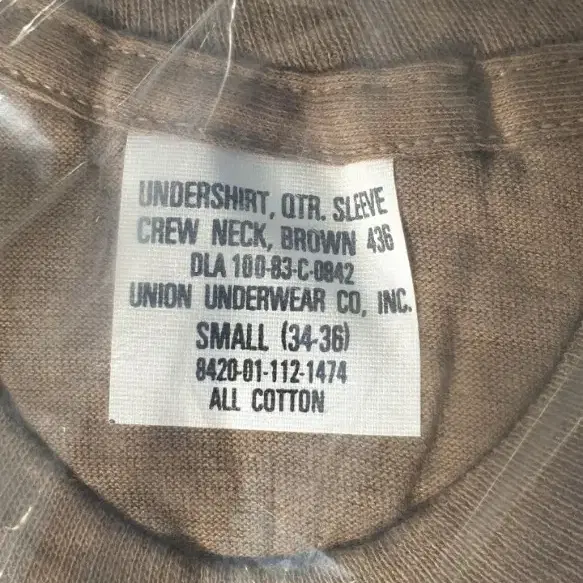 UNDERSHIRT, QTR. SLEEVE
CREW NECK, BROWN 436
DLA 100-83-C-0842
UNION UNDERWEAR CO, INC.
SMALL (34-36)
8420-01-112-1474
ALL COTTON